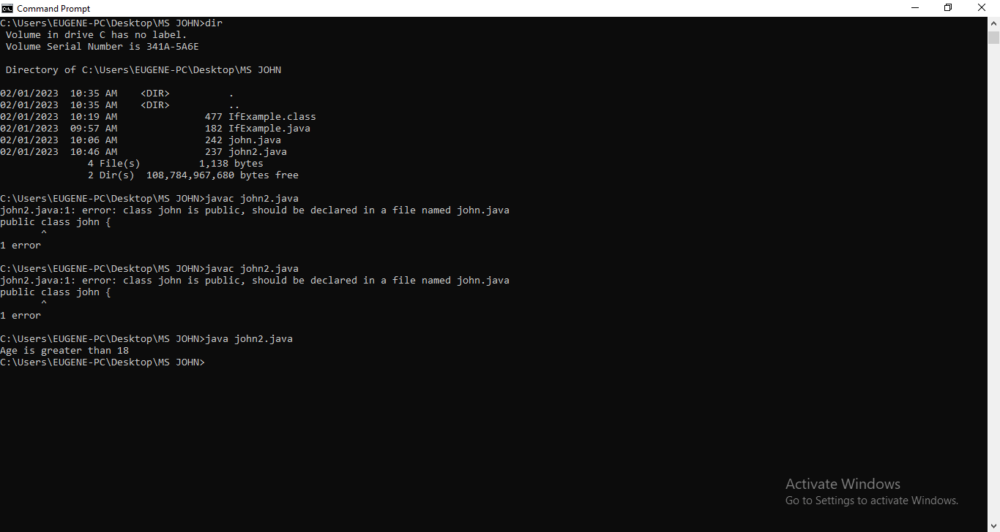 Command Prompt
C:\Users\EUGENE-PC\Desktop\MS JOHN>dir
 Volume in drive C has no label.
 Volume Serial Number is 341A-5A6E

 Directory of C:\Users\EUGENE-PC\Desktop\MS JOHN

02/01/2023  10:35 AM    <DIR>          .
02/01/2023  10:35 AM    <DIR>          ..
02/01/2023  10:19 AM               477 IfExample.class
02/01/2023  09:57 AM               182 IfExample.java
02/01/2023  10:06 AM               242 john.java
02/01/2023  10:46 AM               237 john2.java
               4 File(s)          1,138 bytes
               2 Dir(s)  108,784,967,680 bytes free

C:\Users\EUGENE-PC\Desktop\MS JOHN>javac john2.java
john2.java:1: error: class john is public, should be declared in a file named john.java
public class john {
       ^
1 error

C:\Users\EUGENE-PC\Desktop\MS JOHN>javac john2.java
john2.java:1: error: class john is public, should be declared in a file named john.java
public class john {
       ^
1 error

C:\Users\EUGENE-PC\Desktop\MS JOHN>java john2.java
Age is greater than 18
C:\Users\EUGENE-PC\Desktop\MS JOHN>
Activate Windows
Go to Settings to activate Windows.